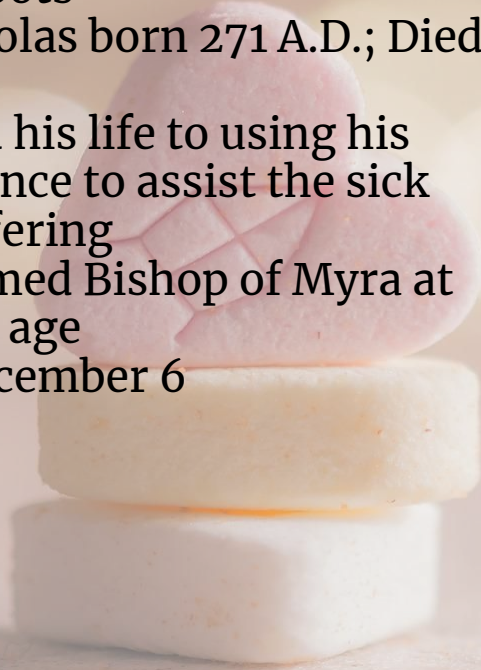 olas born 271 A.D.; Died
his life to using his
nce to assist the sick
ering
med Bishop of Myra at
age
cember 6